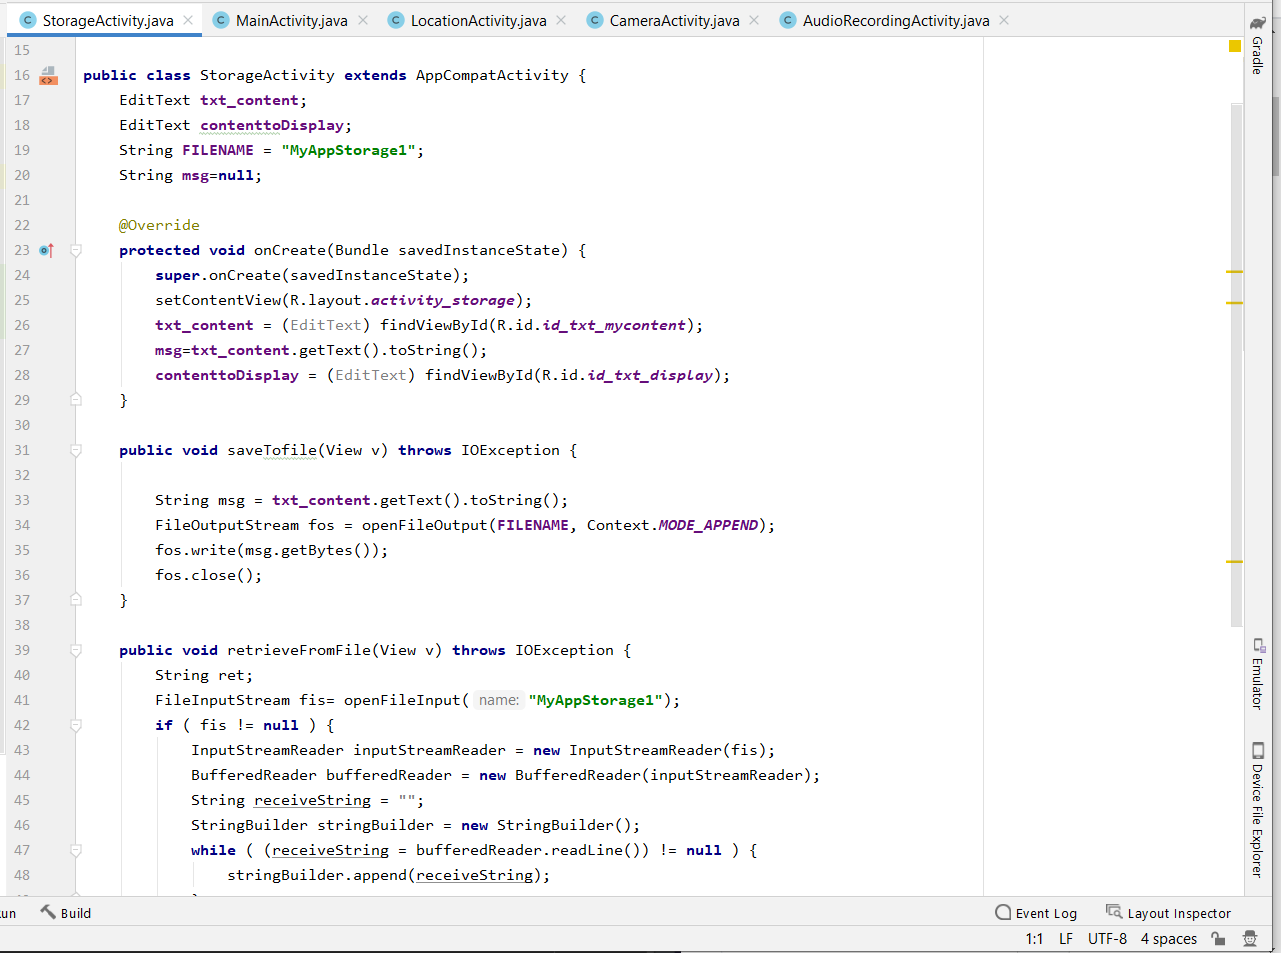 StorageActivity.java MainActivity.java LocationActivity.java CameraActivity.java AudioRecordingActivity.java
15
16 public class StorageActivity extends AppCompatActivity {
17 EditText txt_content;
18 EditText contenttoDisplay;
19 String FILENAME = "MyAppStorage1";
20 String msg=null;
21
22 @Override
23 protected void onCreate(Bundle savedInstanceState) {
24 super.onCreate(savedInstanceState);
25 setContentView(R.layout.activity_storage);
26 txt_content = (EditText) findViewById(R.id.id_txt_mycontent);
27 msg=txt_content.getText().toString();
28 contenttoDisplay = (EditText) findViewById(R.id.id_txt_display);
29 }
30
31 public void saveTofile(View v) throws IOException {
32
33 String msg = txt_content.getText().toString();
34 FileOutputStream fos = openFileOutput(FILENAME, Context.MODE_APPEND);
35 fos.write(msg.getBytes());
36 fos.close();
37 }
38
39 public void retrieveFromFile(View v) throws IOException {
40 String ret;
41 FileInputStream fis= openFileInput( name: "MyAppStorage1");
42 if ( fis != null ) {
43 InputStreamReader inputStreamReader = new InputStreamReader(fis);
44 BufferedReader bufferedReader = new BufferedReader(inputStreamReader);
45 String receiveString = "";
46 StringBuilder stringBuilder = new StringBuilder();
47 while ( (receiveString = bufferedReader.readLine()) != null ) {
48 stringBuilder.append(receiveString);
Gradle
Emulator
Device File Explorer
Build Event Log Layout Inspector
1:1 LF UTF-8 4 spaces